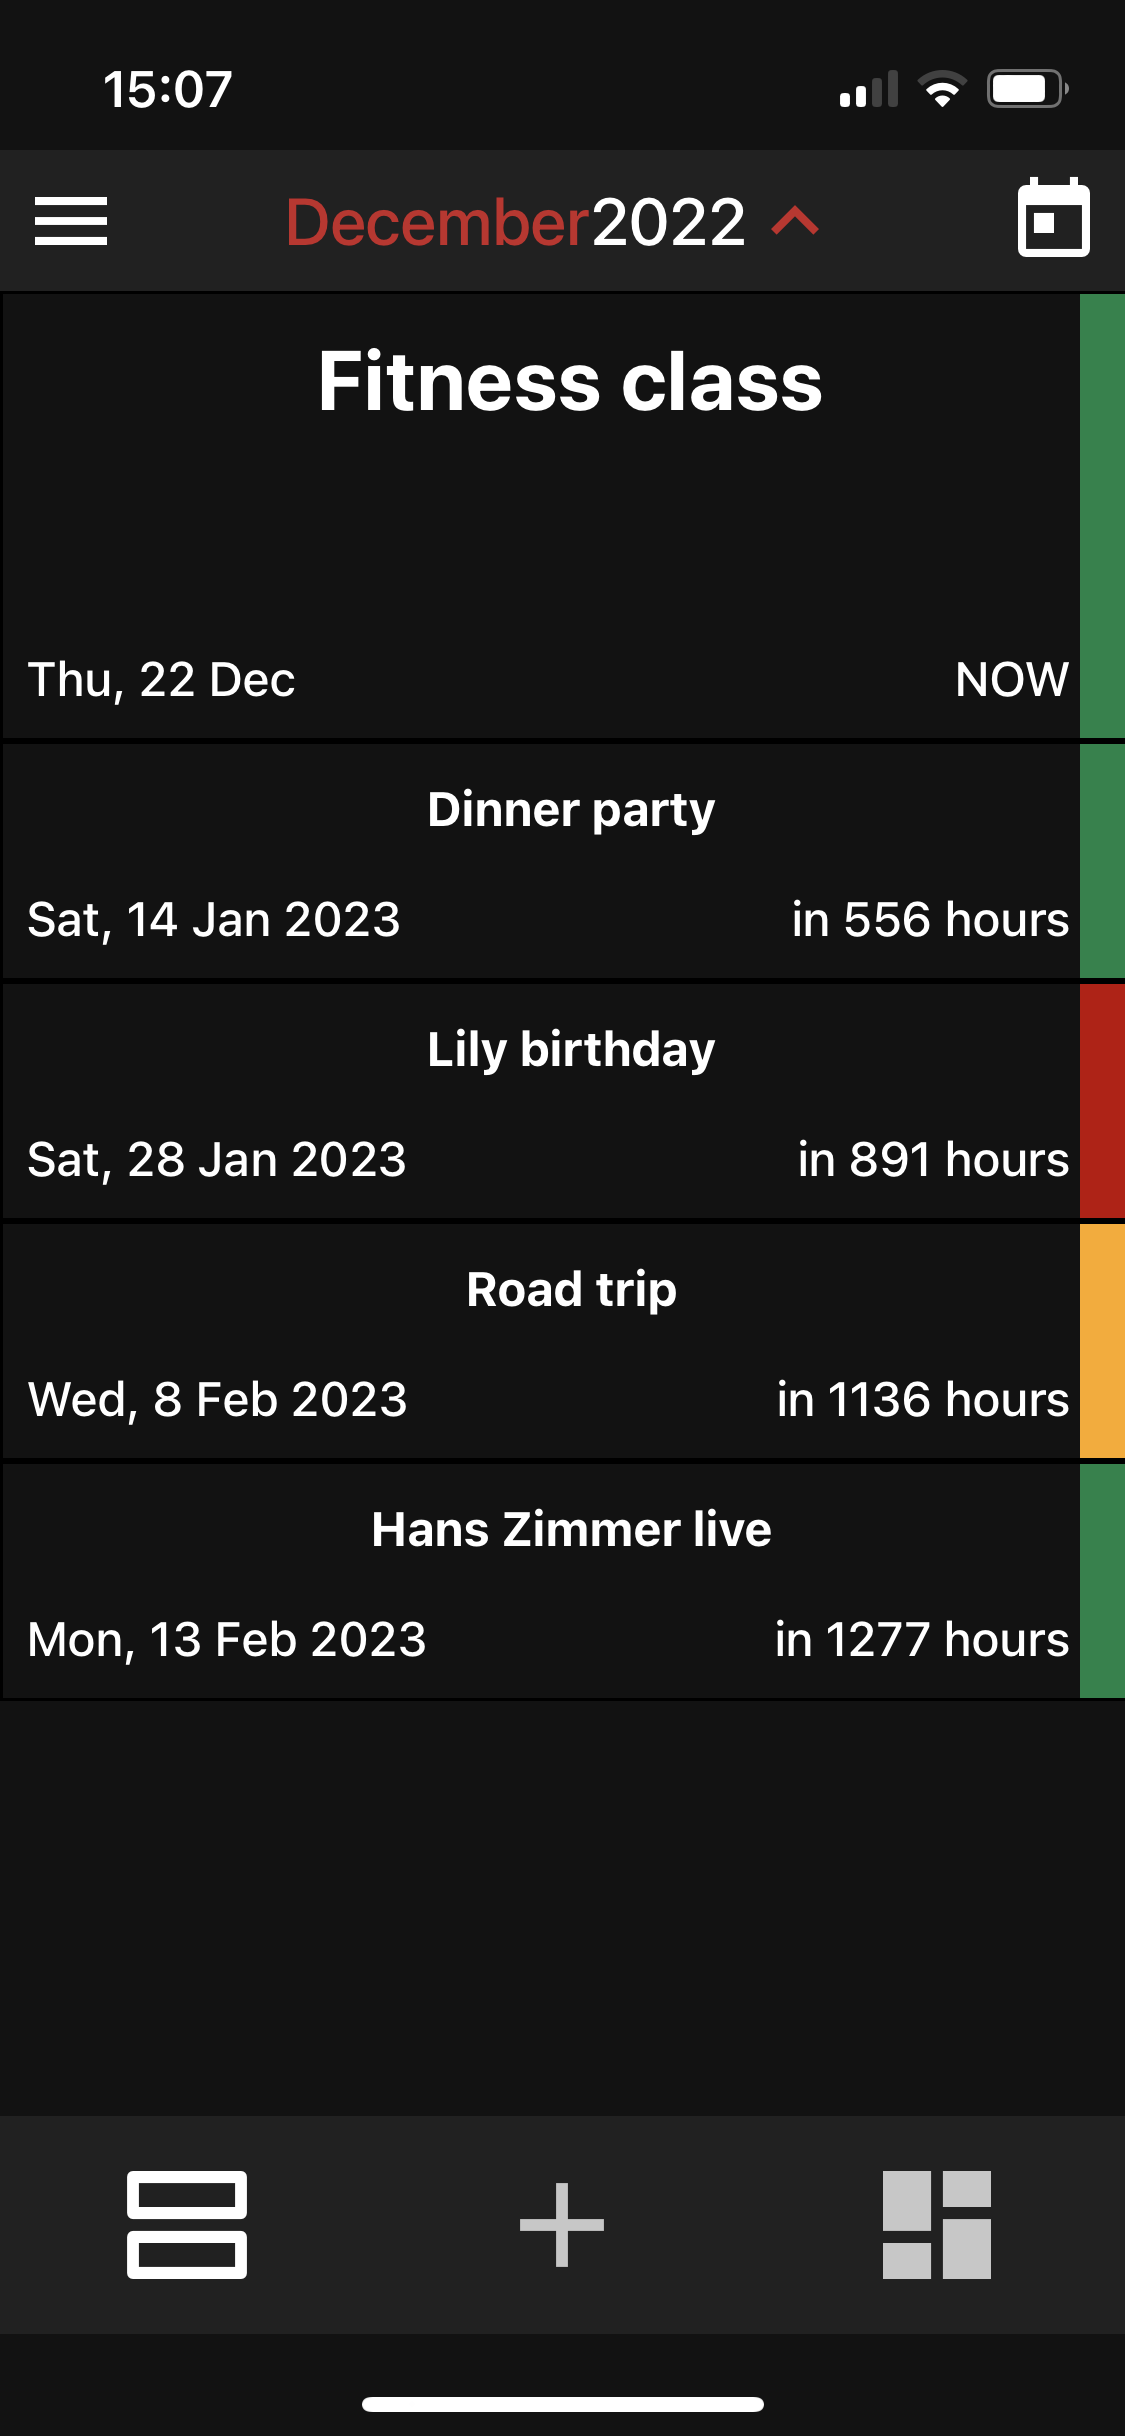 15:07
December2022
Fitness class
Thu, 22 Dec NOW
Dinner party
Sat, 14 Jan 2023 in 556 hours
Lily birthday
Sat, 28 Jan 2023 in 891 hours
Road trip
Wed, 8 Feb 2023 in 1136 hours
Hans Zimmer live
Mon, 13 Feb 2023 in 1277 hours